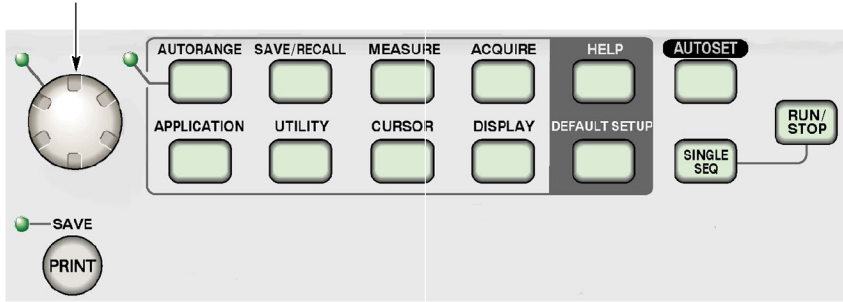 AUTORANGE SAVE/RECALL MEASURE ACQUIRE HELP AUTOSET
RUN/
STOP
APPLICATION UTILITY CURSOR DISPLAY DEFAULT SETUP
SINGLE
SEQ
SAVE
PRINT